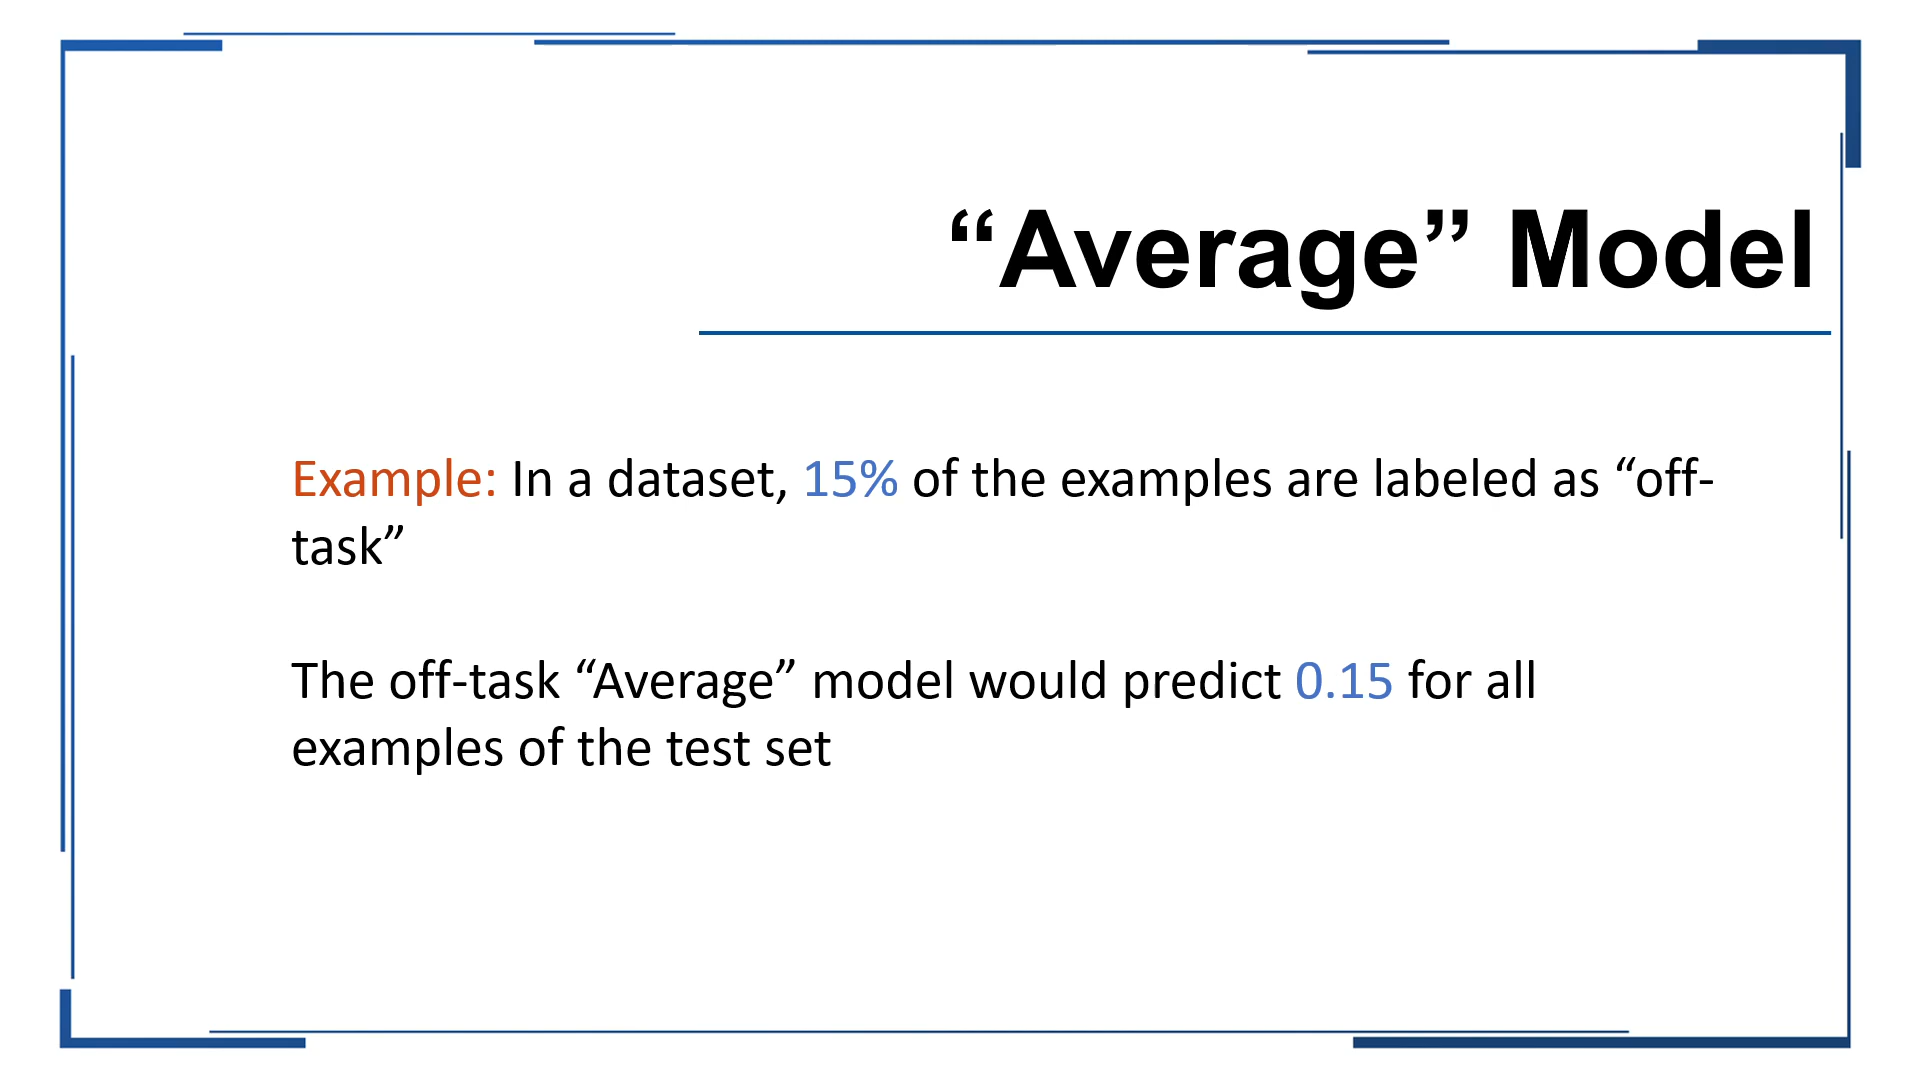 “Average” Model
Example: In a dataset, 15% of the examples are labeled as “off-
task”
The off-task “Average” model would predict 0.15 for all
examples of the test set